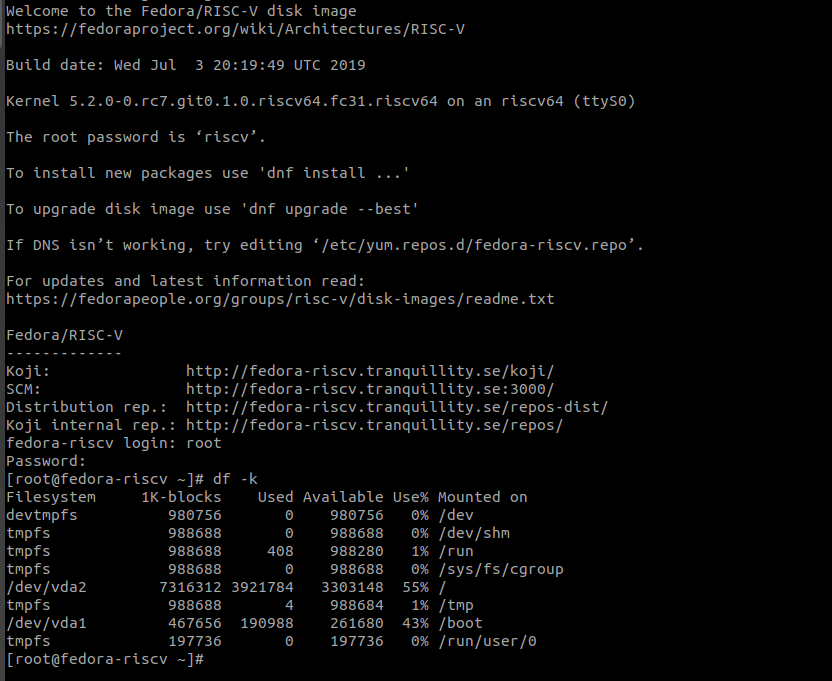 Welcome to the Fedora/RISC-V disk image
https://fedoraproject.org/wiki/Architectures/RISC-V
Build date: Wed Jul  3 20:19:49 UTC 2019
Kernel 5.2.0-0.rc7.git0.1.0.riscv64.fc31.riscv64 on an riscv64 (ttyS0)
The root password is ‘riscv’.
To install new packages use 'dnf install ...'
To upgrade disk image use 'dnf upgrade --best'
If DNS isn’t working, try editing ‘/etc/yum.repos.d/fedora-riscv.repo’.
For updates and latest information read:
https://fedorapeople.org/groups/risc-v/disk-images/readme.txt
Fedora/RISC-V
-------------
Koji:               http://fedora-riscv.tranquillity.se/koji/
SCM:                http://fedora-riscv.tranquillity.se:3000/
Distribution rep.:  http://fedora-riscv.tranquillity.se/repos-dist/
Koji internal rep.: http://fedora-riscv.tranquillity.se/repos/
fedora-riscv login: root
Password:
[root@fedora-riscv ~]# df -k
Filesystem     1K-blocks    Used Available Use% Mounted on
devtmpfs          980756       0    980756   0% /dev
tmpfs             988688       0    988688   0% /dev/shm
tmpfs             988688     408    988280   1% /run
tmpfs             988688       0    988688   0% /sys/fs/cgroup
/dev/vda2        7316312 3921784   3303148  55% /
tmpfs             988688       4    988684   1% /tmp
/dev/vda1         467656  190988    261680  43% /boot
tmpfs             197736       0    197736   0% /run/user/0
[root@fedora-riscv ~]#